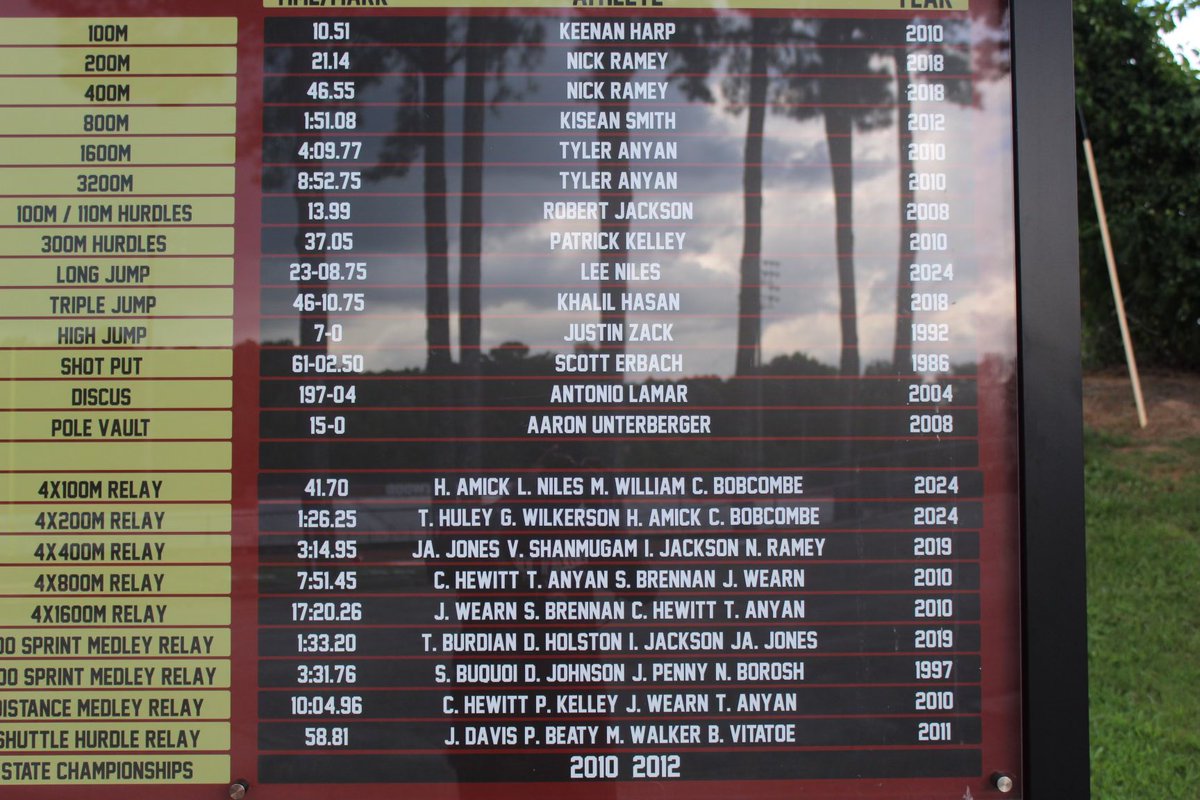 TIME/MARK ATHLETE YEAR
100M 10.51 KEENAN HARP 2010
200M 21.14 NICK RAMEY 2018
400M 46.55 NICK RAMEY 2018
800M 1:51.08 KISEAN SMITH 2012
1600M 4:09.77 TYLER ANYAN 2010
3200M 8:52.75 TYLER ANYAN 2010
100M / 110M HURDLES 13.99 ROBERT JACKSON 2008
300M HURDLES 37.05 PATRICK KELLEY 2010
LONG JUMP 23-08.75 LEE NILES 2024
TRIPLE JUMP 46-10.75 KHALIL HASAN 2018
HIGH JUMP 7-0 JUSTIN ZACK 1992
SHOT PUT 61-02.50 SCOTT ERBACH 1986
DISCUS 197-04 ANTONIO LAMAR 2004
POLE VAULT 15-0 AARON UNTERBERGER 2008
4X100M RELAY 41.70 H. AMICK L. NILES M. WILLIAM C. BOBCOMBE 2024
4X200M RELAY 1:26.25 T. HULEY G. WILKERSON H. AMICK C. BOBCOMBE 2024
4X400M RELAY 3:14.95 JA. JONES V. SHANMUGAM I. JACKSON N. RAMEY 2019
4X800M RELAY 7:51.45 C. HEWITT T. ANYAN S. BRENNAN J. WEARN 2010
4X1600M RELAY 17:20.26 J. WEARN S. BRENNAN C. HEWITT T. ANYAN 2010
00 SPRINT MEDLEY RELAY 1:33.20 T. BURDIAN D. HOLSTON I. JACKSON JA. JONES 2019
00 SPRINT MEDLEY RELAY 3:31.76 S. BUQUOI D. JOHNSON J. PENNY N. BOROSH 1997
DISTANCE MEDLEY RELAY 10:04.96 C. HEWITT P. KELLEY J. WEARN T. ANYAN 2010
SHUTTLE HURDLE RELAY 58.81 J. DAVIS P. BEATY M. WALKER B. VITATOE 2011
STATE CHAMPIONSHIPS 2010 2012